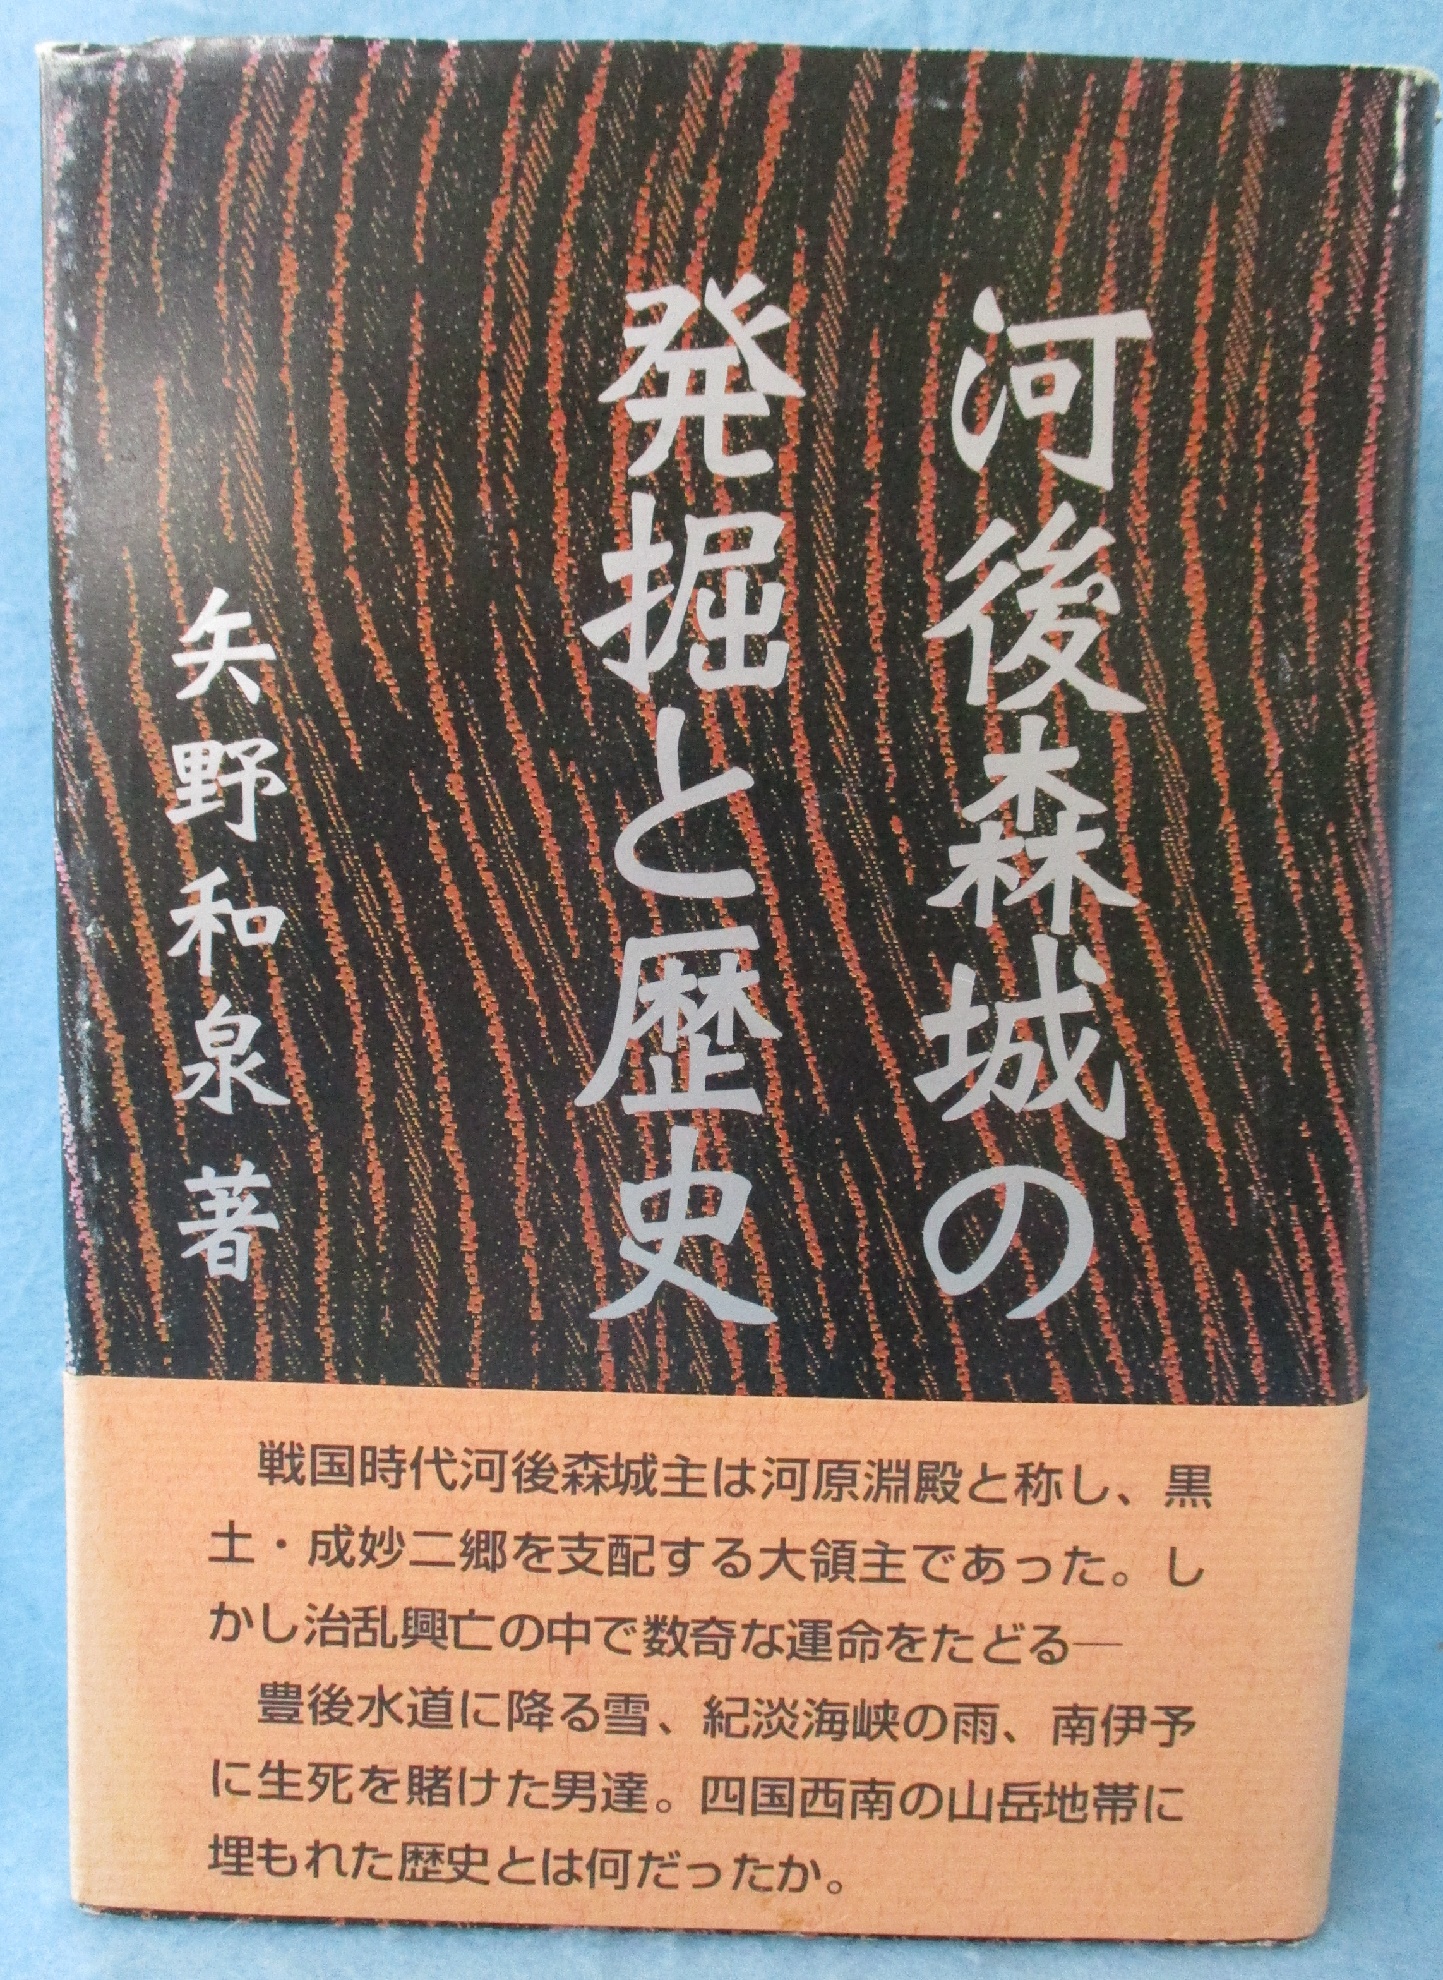 河後森城の
発掘と歴史
矢野和泉 著
戦国時代河後森城主は河原淵殿と称し、黒
土・成妙二郷を支配する大領主であった。し
かし治乱興亡の中で数奇な運命をたどる―
豊後水道に降る雪、紀淡海峡の雨、南伊予
に生死を賭けた男達。四国西南の山岳地帯に
埋もれた歴史とは何だったか。